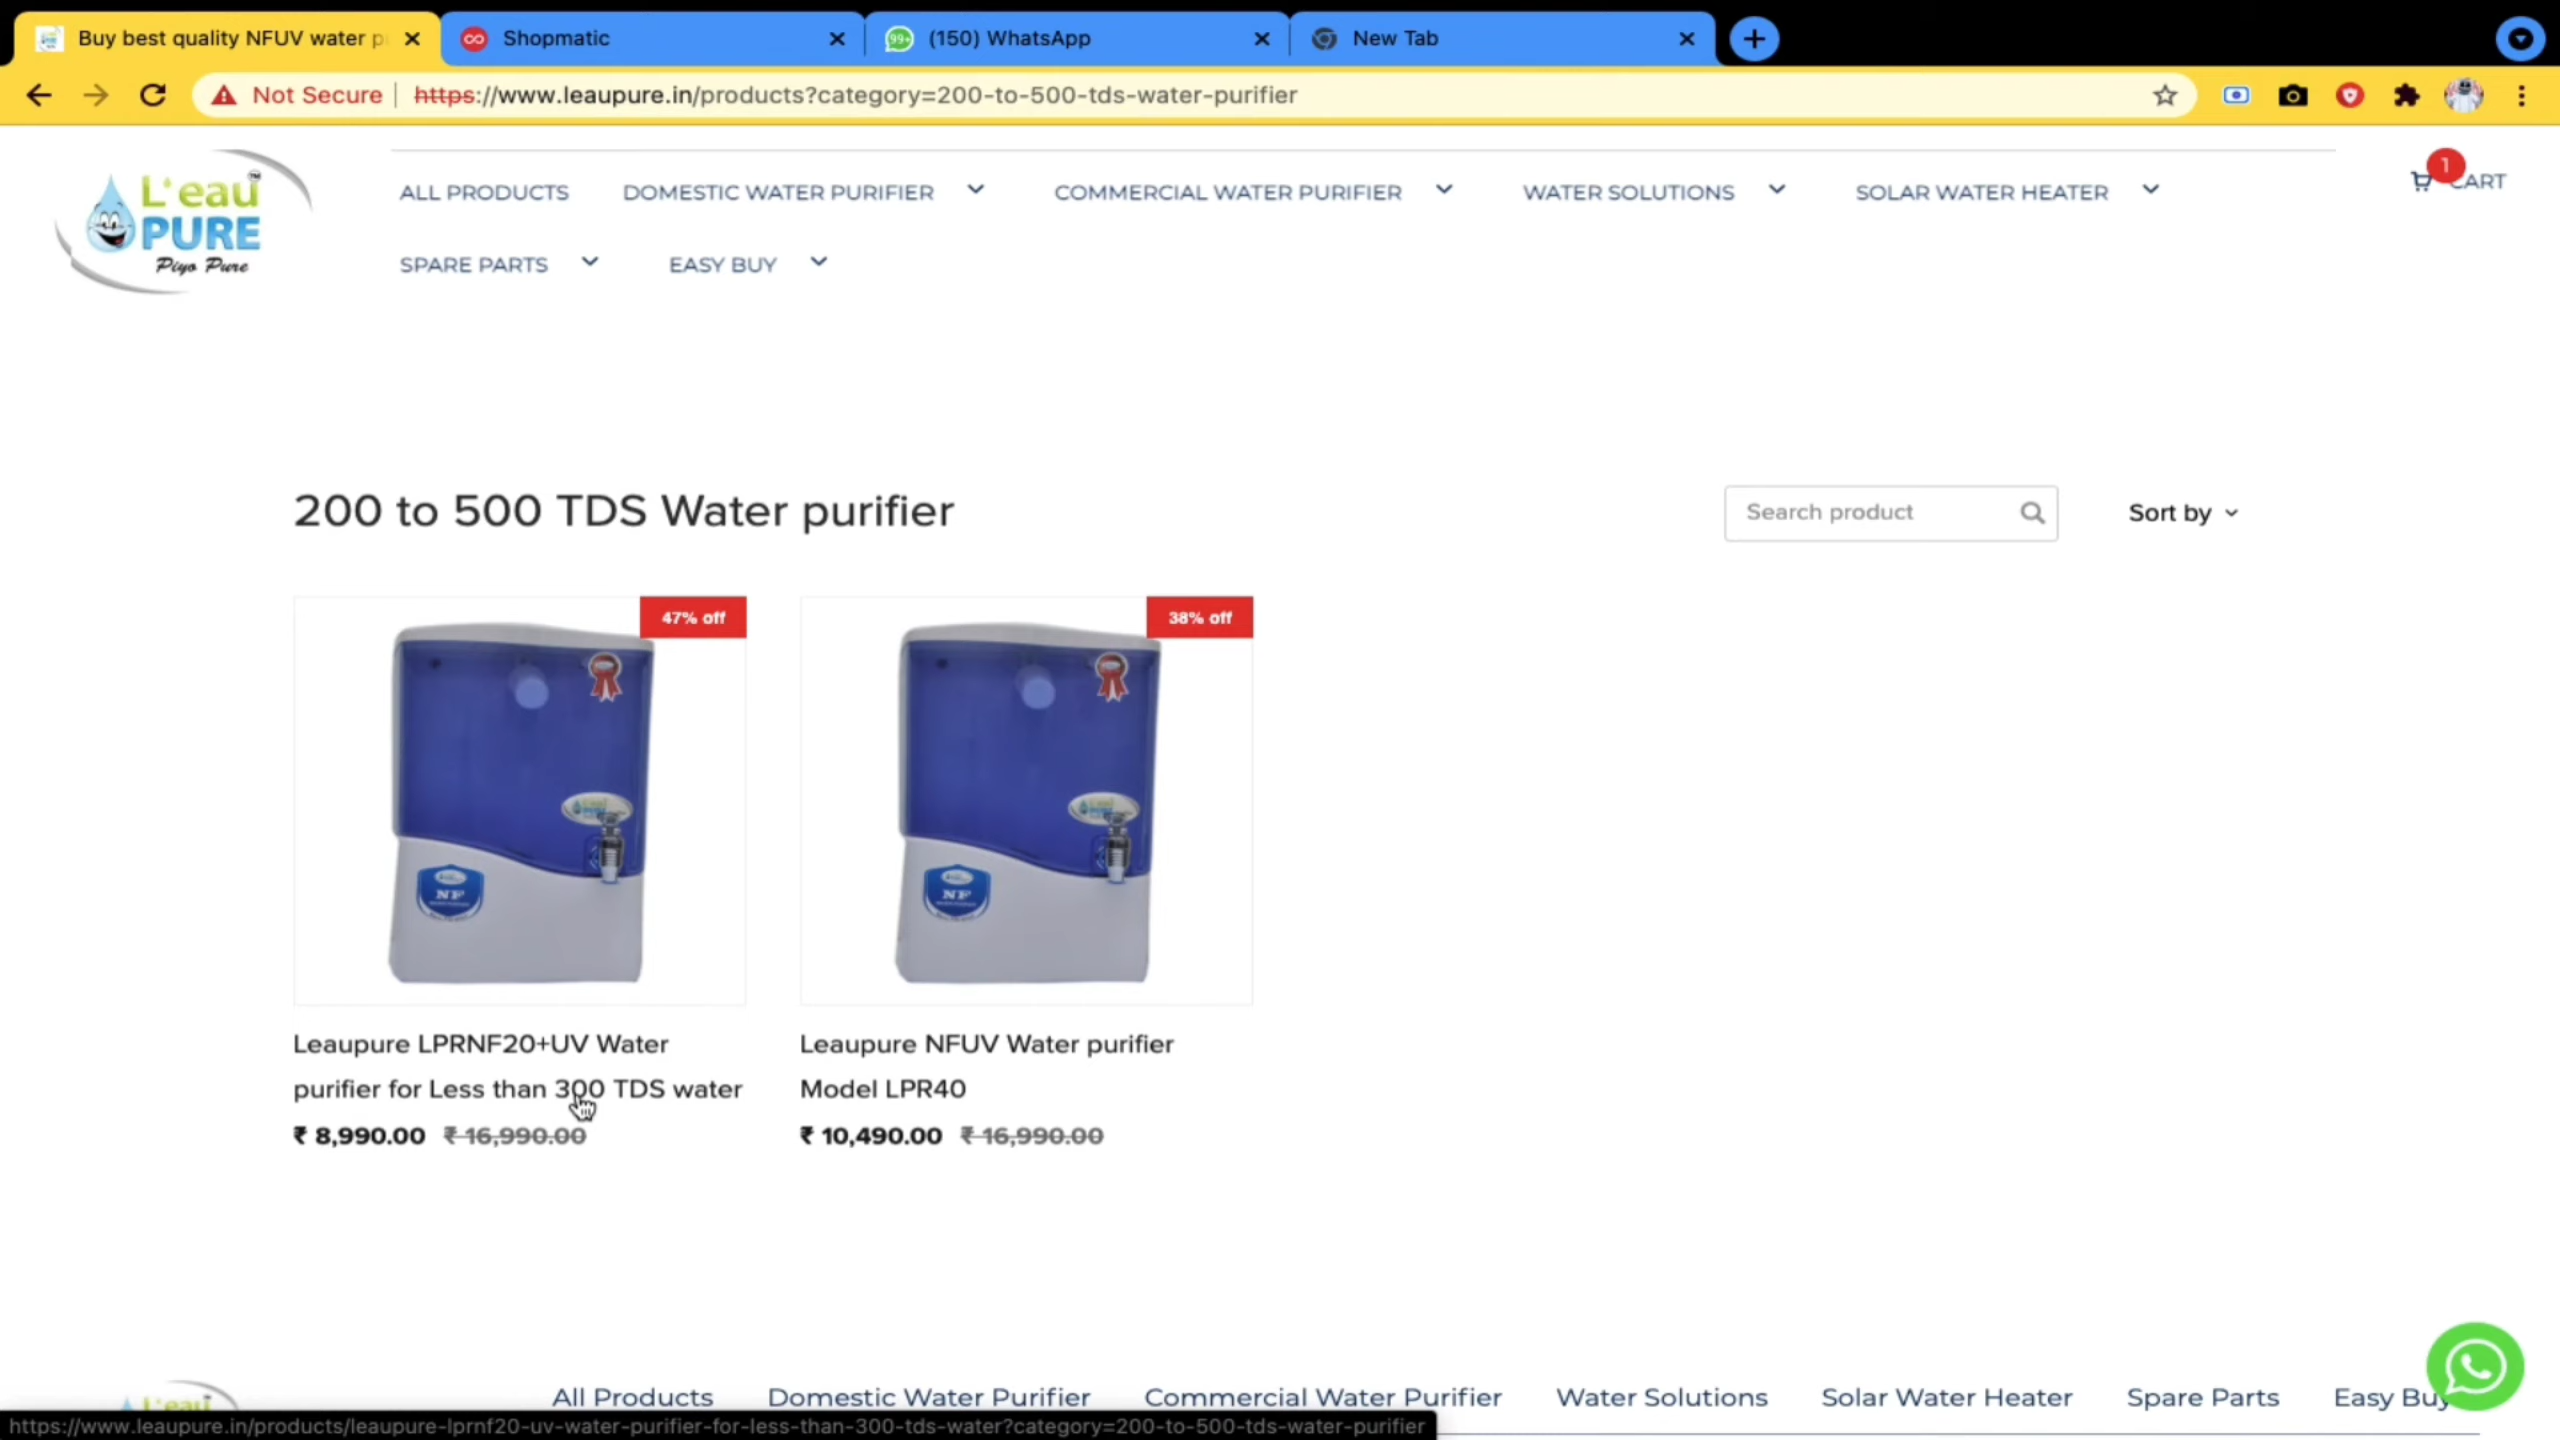 Buy best quality NFUV water p
Shopmatic
(150) WhatsApp
New Tab
Not Secure
https://www.leaupure.in/products?category=200-to-500-tds-water-purifier
L'eau
PURE
TM
Piyo Pure
ALL PRODUCTS
DOMESTIC WATER PURIFIER
COMMERCIAL WATER PURIFIER
WATER SOLUTIONS
SOLAR WATER HEATER
1
CART
SPARE PARTS
EASY BUY
200 to 500 TDS Water purifier
Search product
Sort by
47% off
38% off
NF
NF
Leaupure LPRNF20+UV Water
purifier for Less than 300 TDS water
₹ 8,990.00 ₹ 16,990.00
Leaupure NFUV Water purifier
Model LPR40
₹ 10,490.00 ₹ 16,990.00
L'eau
All Products
Domestic Water Purifier
Commercial Water Purifier
Water Solutions
Solar Water Heater
Spare Parts
Easy Buy
https://www.leaupure.in/products/leaupure-lprnf20-uv-water-purifier-for-less-than-300-tds-water?category=200-to-500-tds-water-purifier